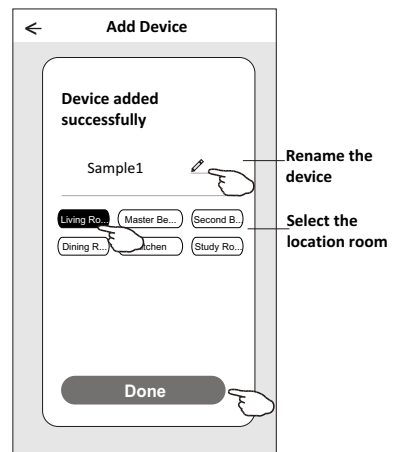 Add Device
Device added
successfully
Sample1
Rename the
device
Living Ro... Master Be... Second B...
Select the
location room
Dining R... itchen Study Ro...
Done